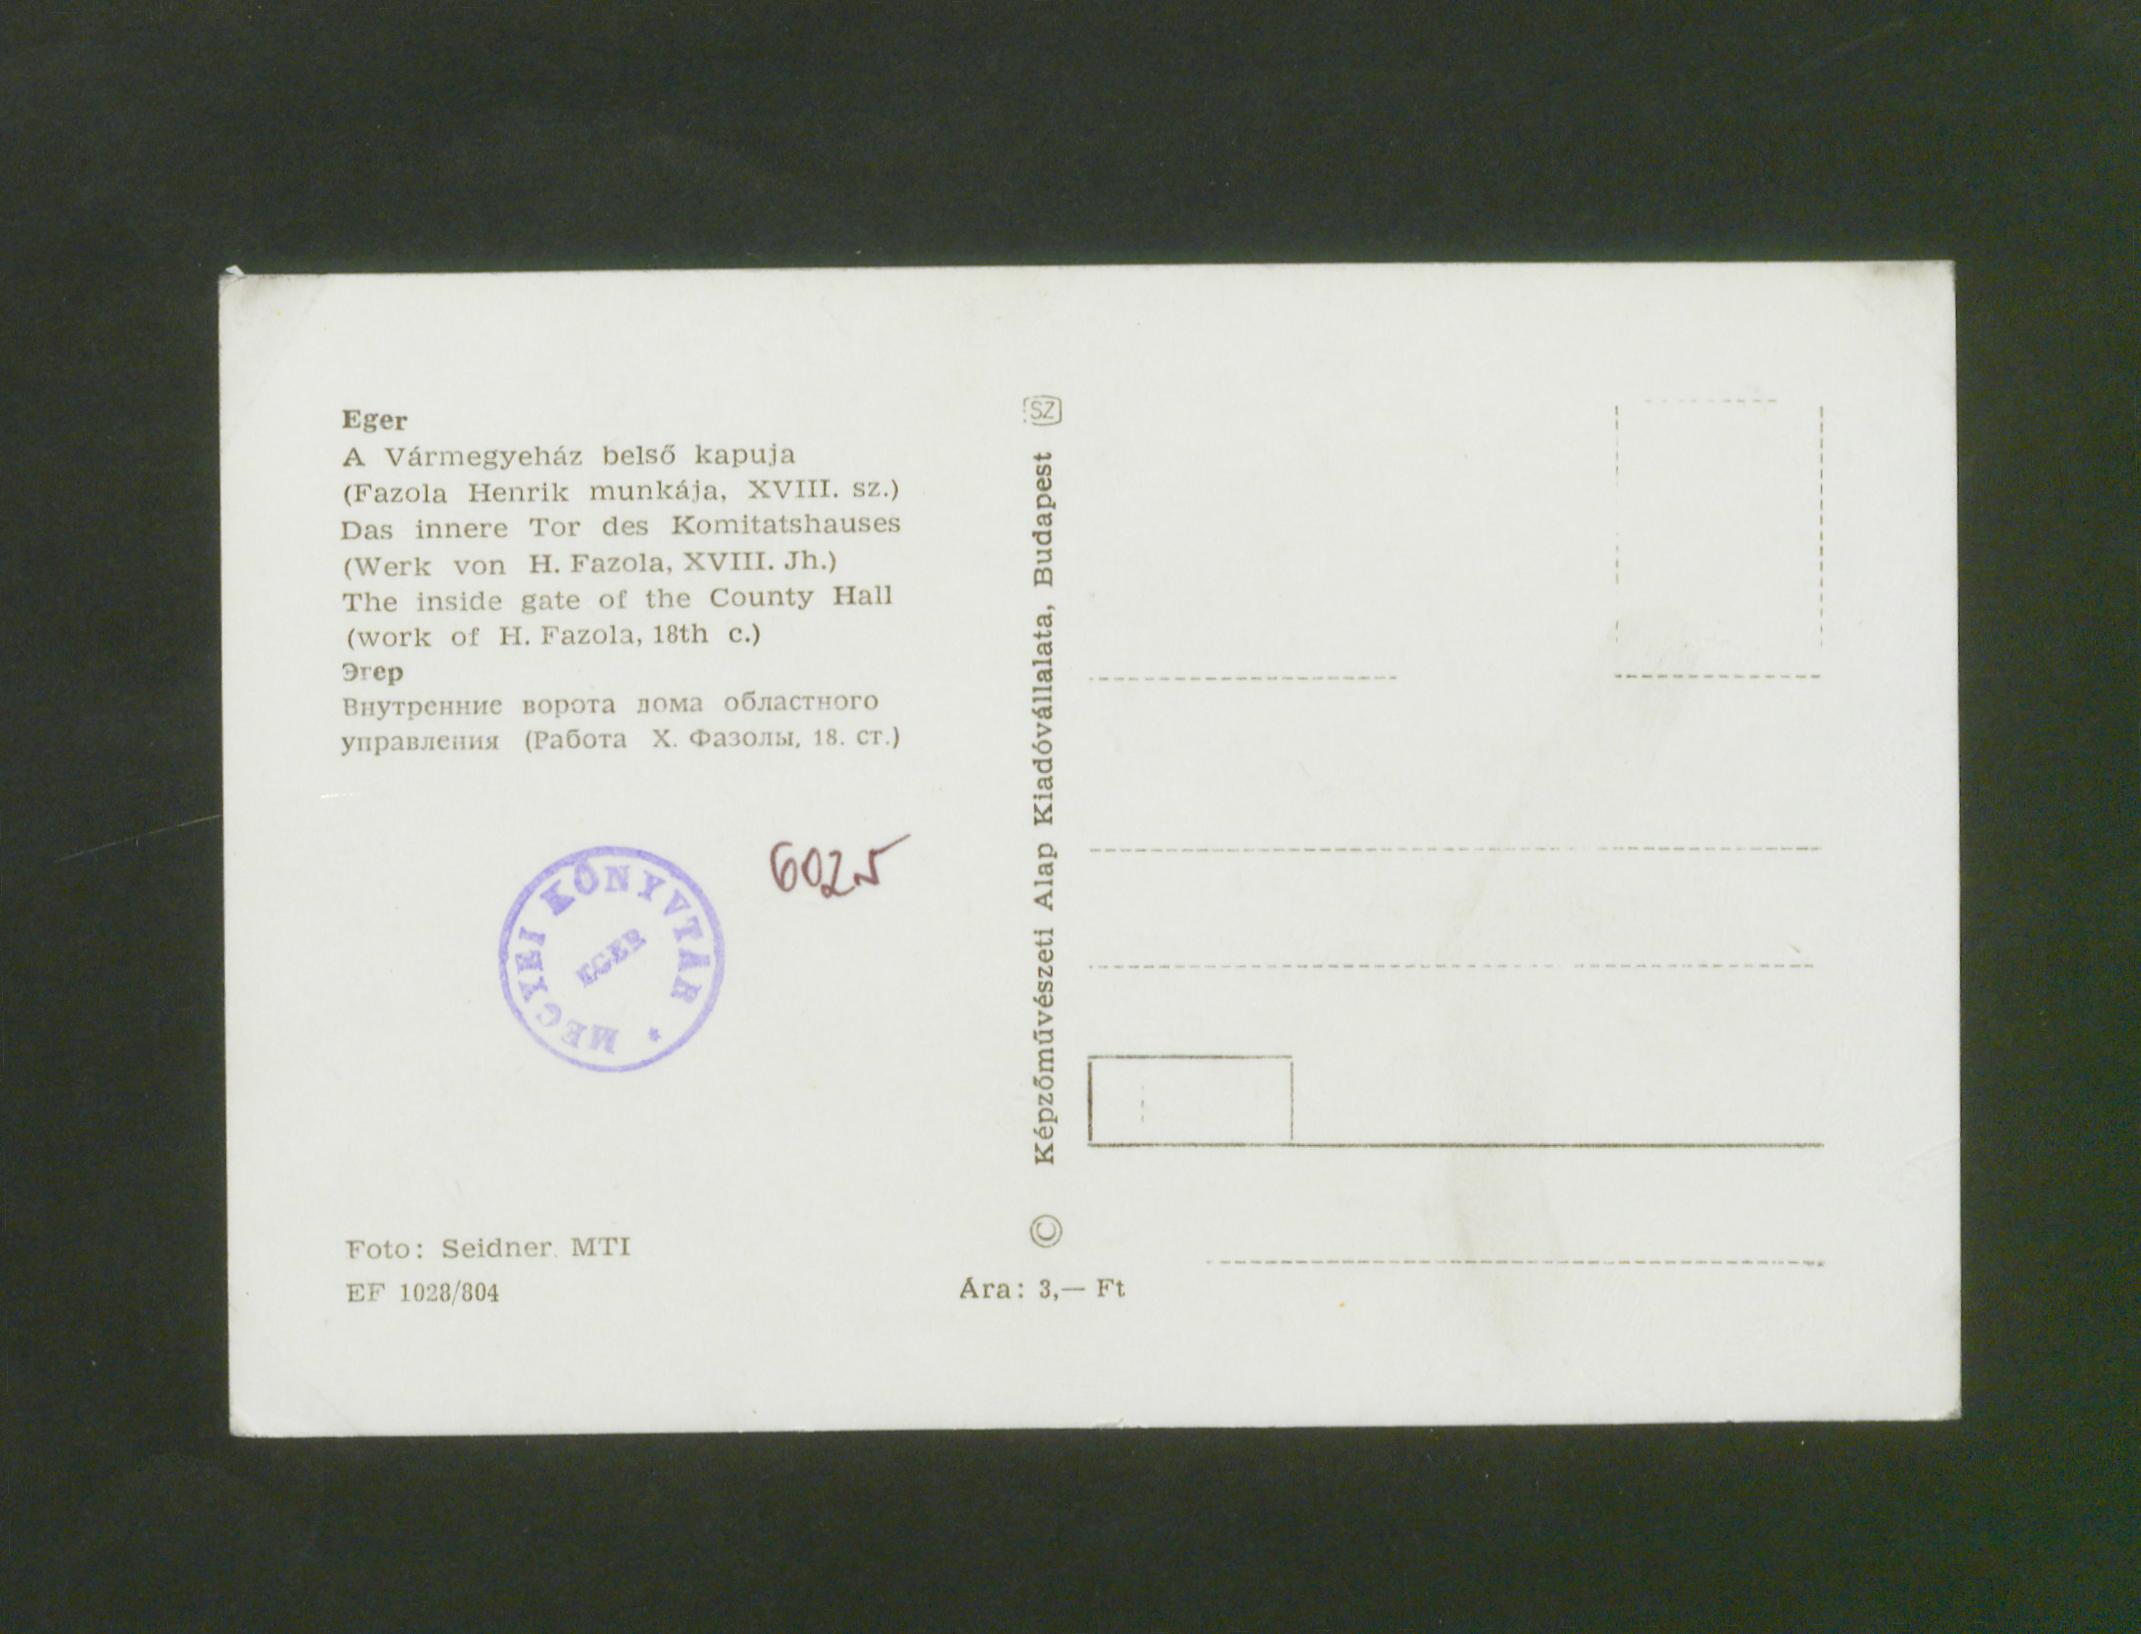 Eger
A Vármegyeház belső kapuja
(Fazola Henrik munkája, XVIII. sz.)
Das innere Tor des Komitatshauses
(Werk von H. Fazola, XVIII. Jh.)
The inside gate of the County Hall
(work of H. Fazola, 18th c.)
Эгер
Внутренние ворота дома областного
управления (Работа Х. Фазолы, 18. ст.)
6025
MEGYEI KÖNYVTÁR *
EGER
Foto: Seidner. MTI
EF 1028/804
SZ
© Képzőművészeti Alap Kiadóvállalata, Budapest
Ára: 3,— Ft